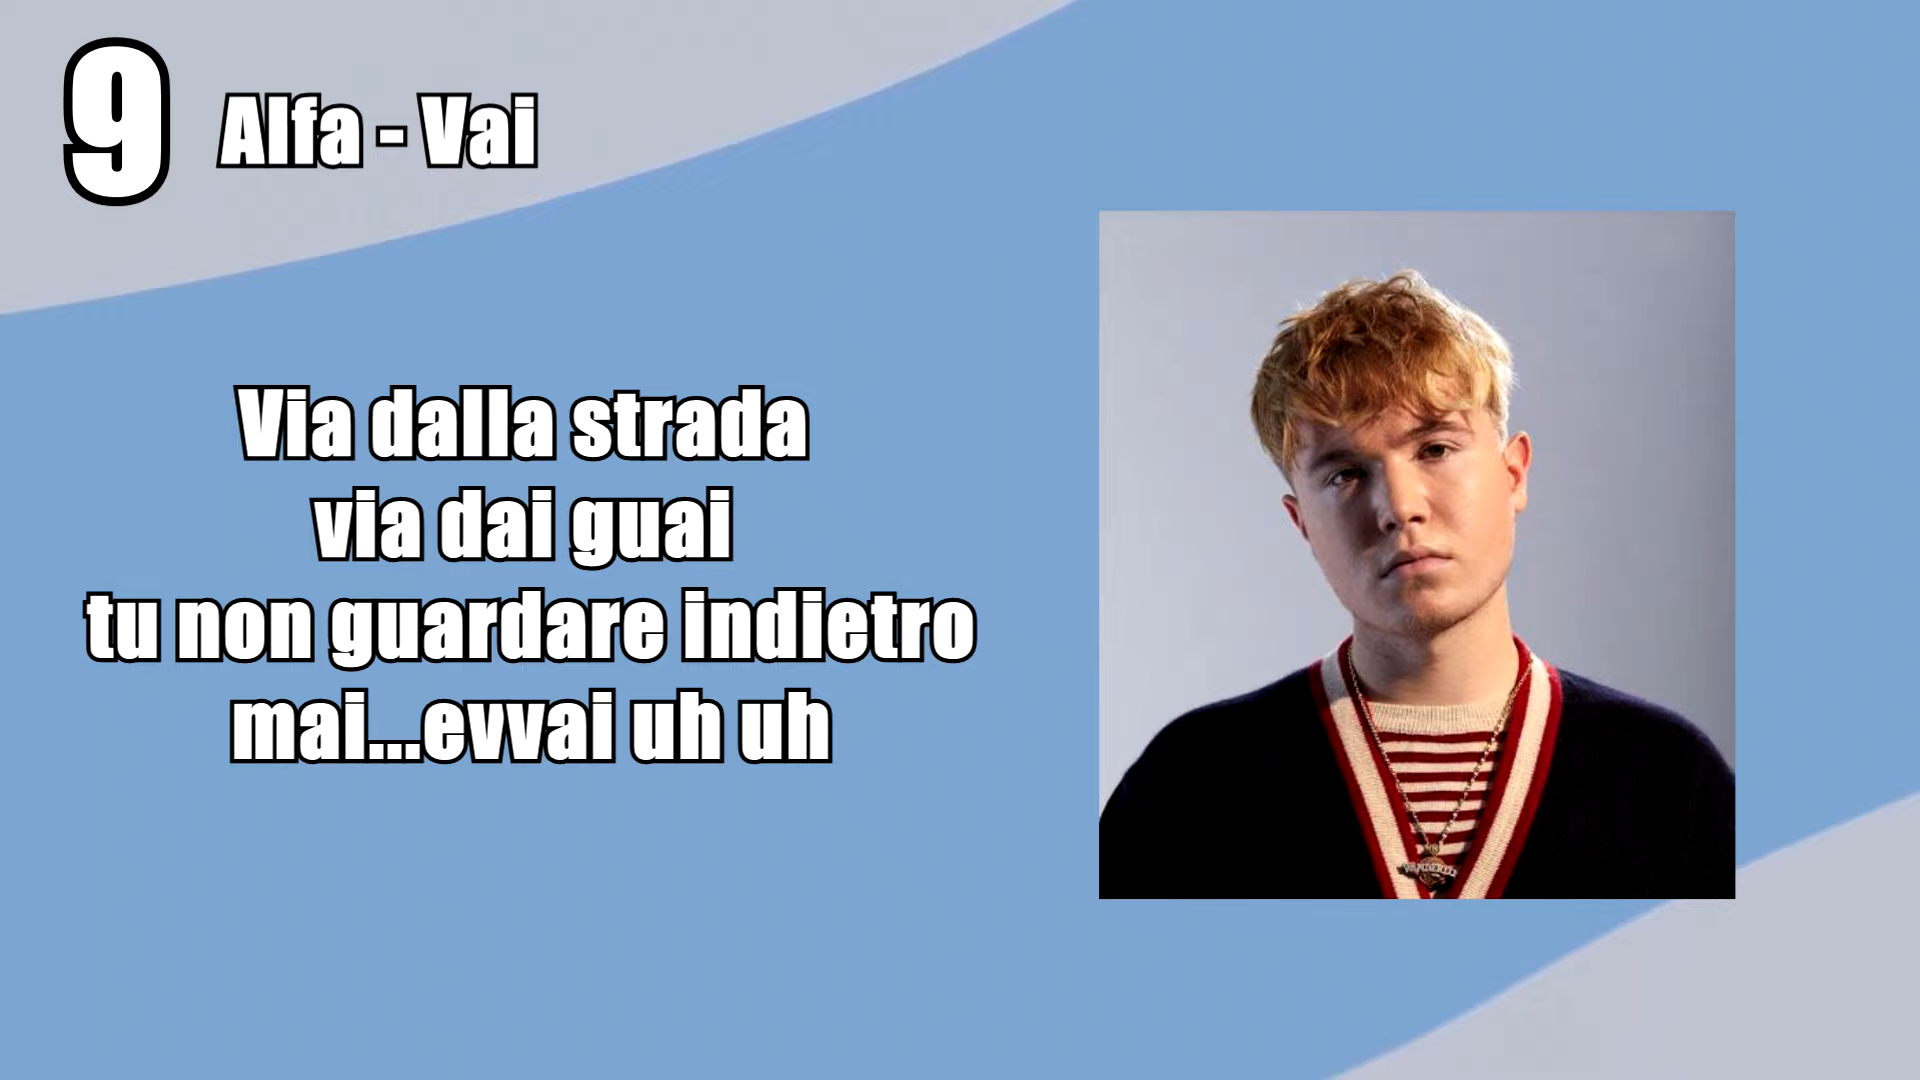 9
Alfa - Vai
Via dalla strada
via dai guai
tu non guardare indietro
mai...evvai uh uh